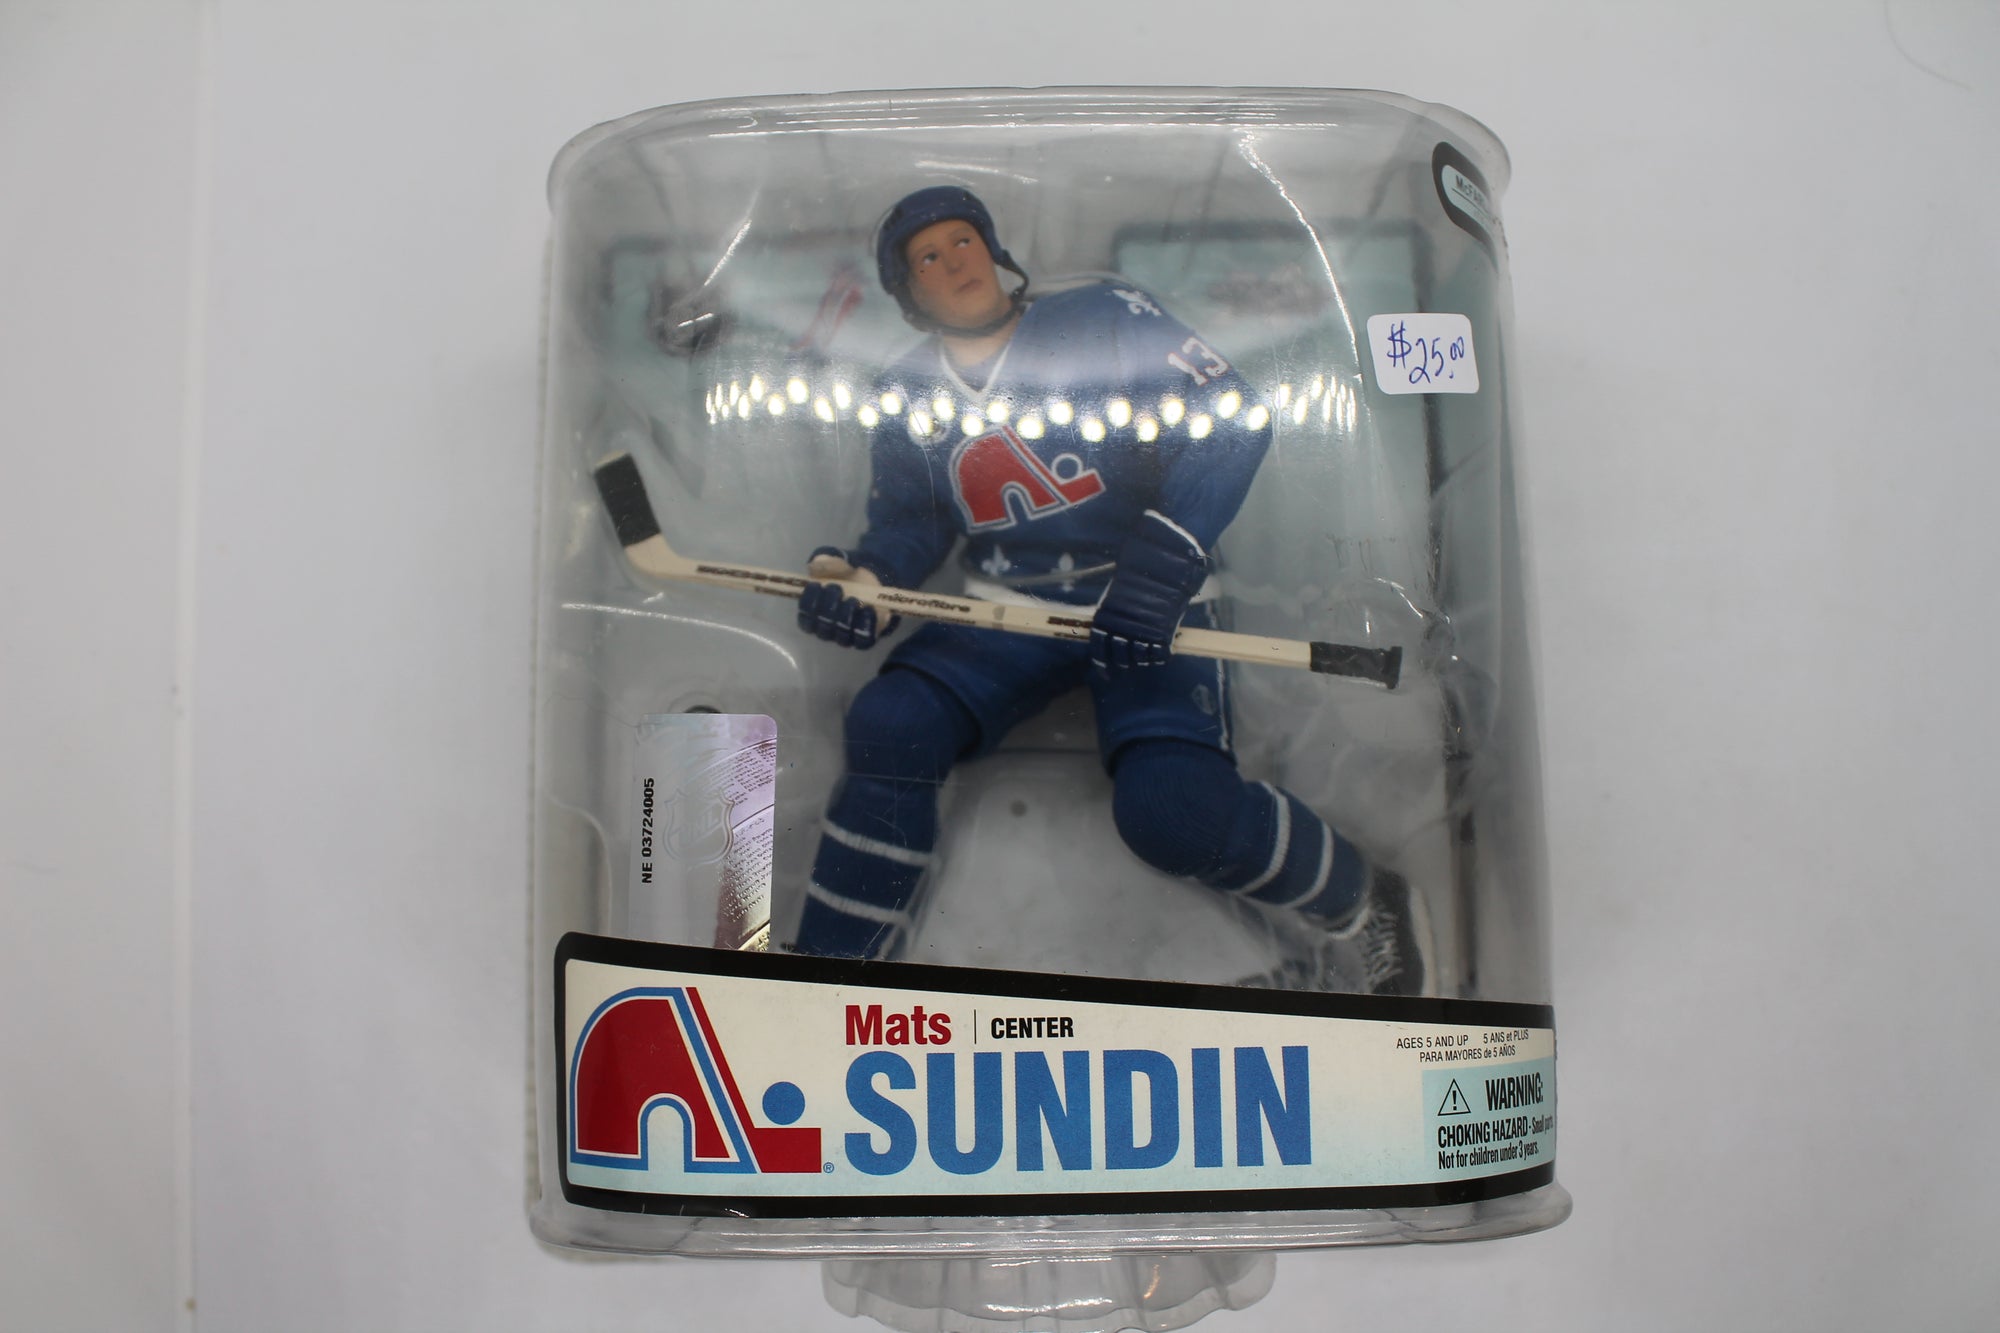 $25.00
13
microfibre
NE 03724005
NHL
Mats | CENTER
SUNDIN
®
AGES 5 AND UP 5 ANS et PLUS
PARA MAYORES de 5 AÑOS
WARNING:
CHOKING HAZARD - Small parts
Not for children under 3 years.